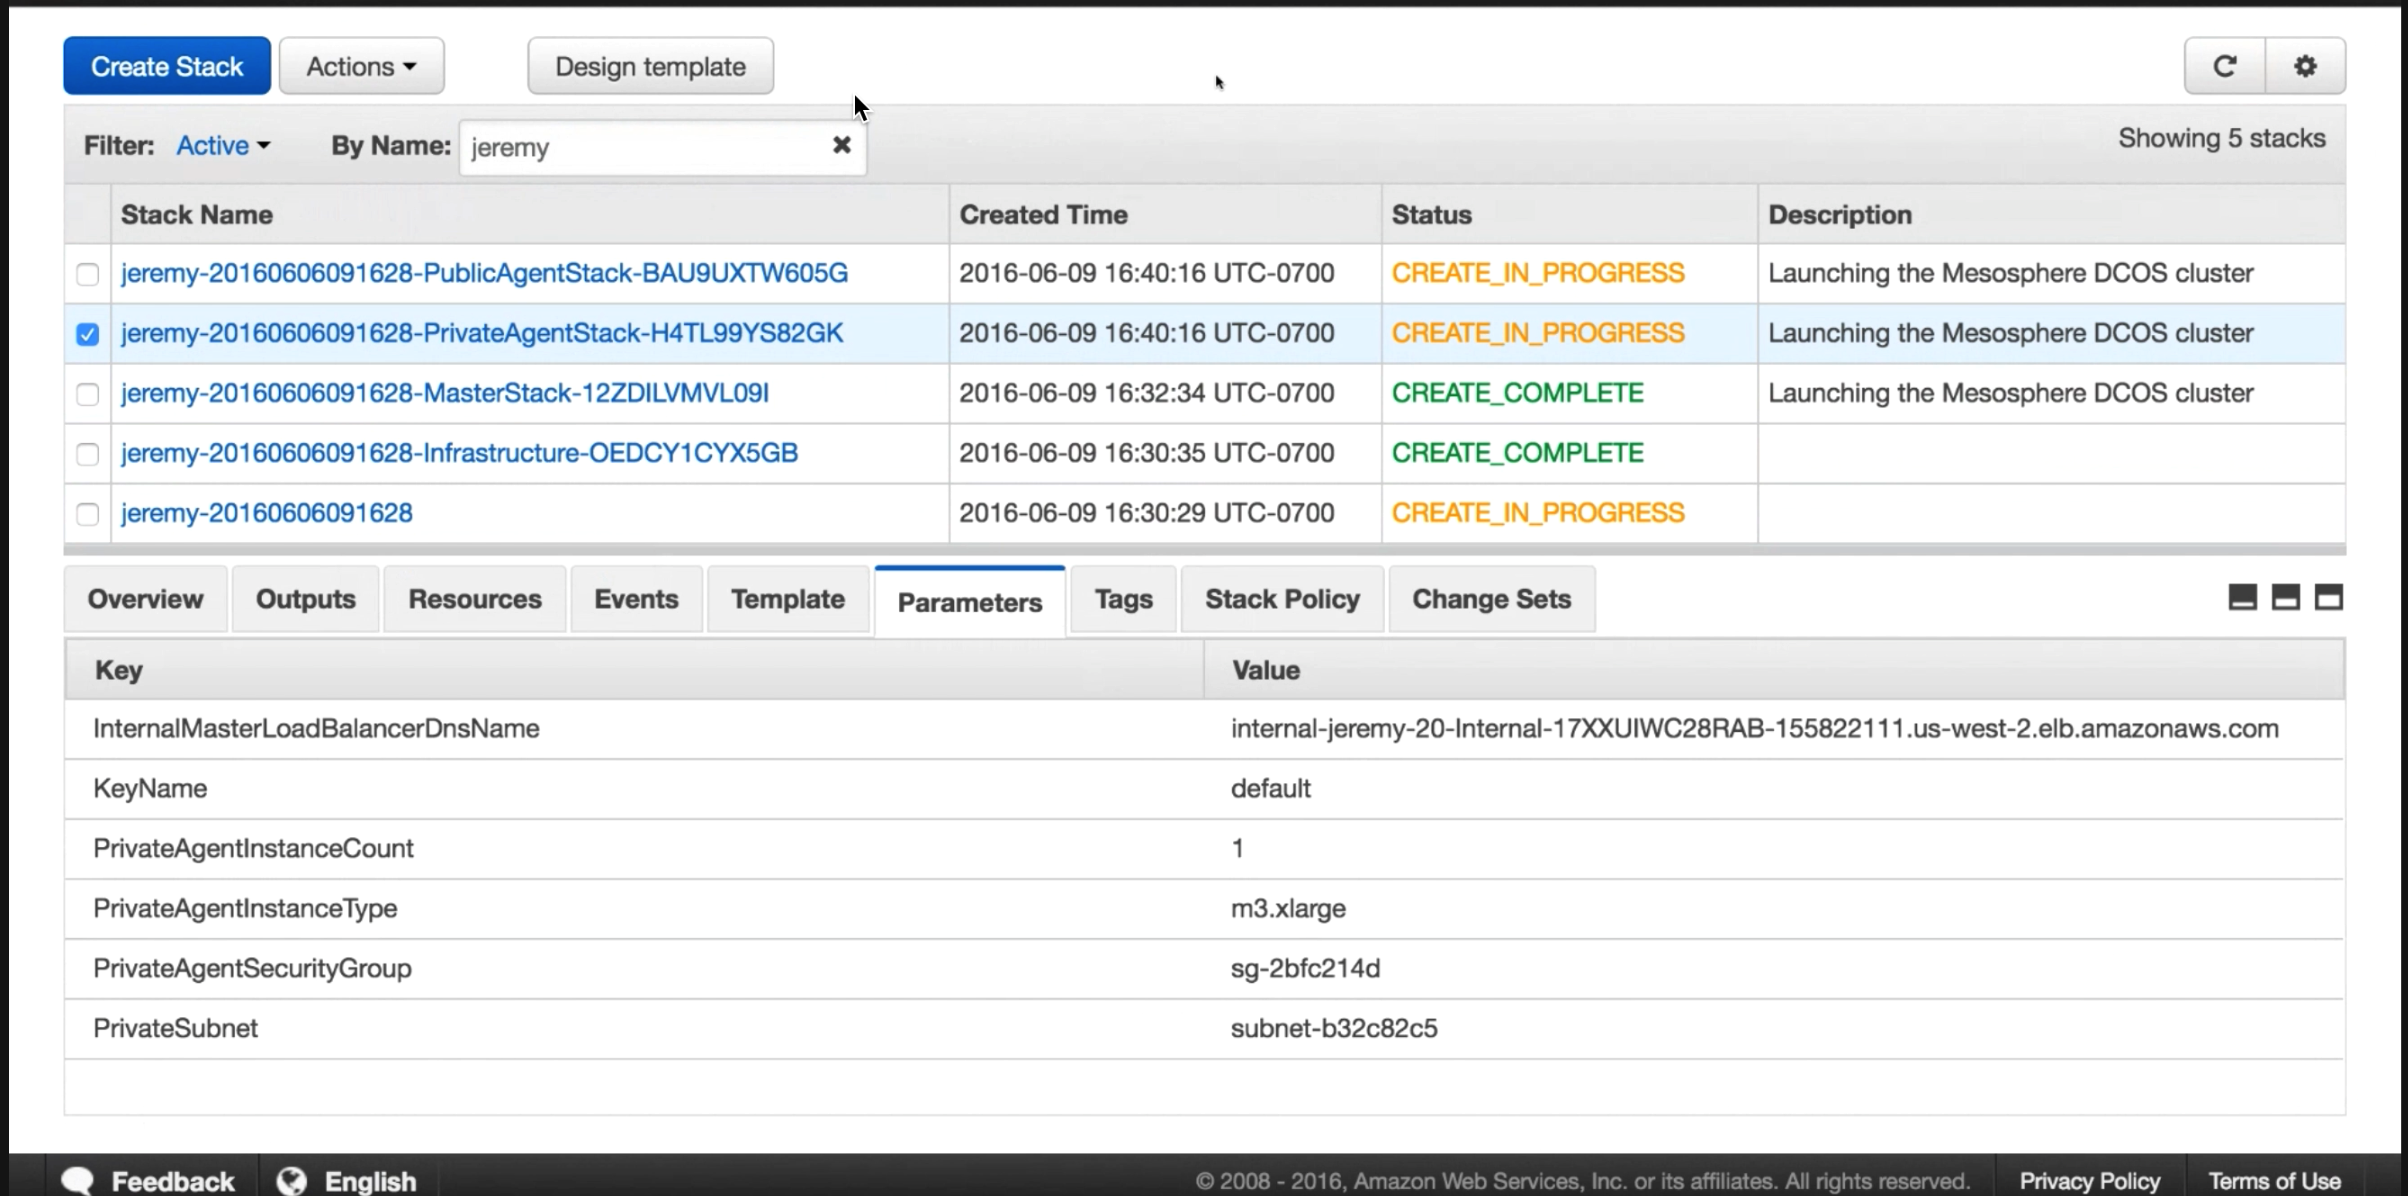 Create Stack Actions Design template
Filter: Active By Name: jeremy Showing 5 stacks
Stack Name Created Time Status Description
jeremy-20160606091628-PublicAgentStack-BAU9UXTW605G 2016-06-09 16:40:16 UTC-0700 CREATE_IN_PROGRESS Launching the Mesosphere DCOS cluster
jeremy-20160606091628-PrivateAgentStack-H4TL99YS82GK 2016-06-09 16:40:16 UTC-0700 CREATE_IN_PROGRESS Launching the Mesosphere DCOS cluster
jeremy-20160606091628-MasterStack-12ZDILVMVL09I 2016-06-09 16:32:34 UTC-0700 CREATE_COMPLETE Launching the Mesosphere DCOS cluster
jeremy-20160606091628-Infrastructure-OEDCY1CYX5GB 2016-06-09 16:30:35 UTC-0700 CREATE_COMPLETE
jeremy-20160606091628 2016-06-09 16:30:29 UTC-0700 CREATE_IN_PROGRESS
Overview Outputs Resources Events Template Parameters Tags Stack Policy Change Sets
Key Value
InternalMasterLoadBalancerDnsName internal-jeremy-20-Internal-17XXUIWC28RAB-155822111.us-west-2.elb.amazonaws.com
KeyName default
PrivateAgentInstanceCount 1
PrivateAgentInstanceType m3.xlarge
PrivateAgentSecurityGroup sg-2bfc214d
PrivateSubnet subnet-b32c82c5
Feedback English © 2008 - 2016, Amazon Web Services, Inc. or its affiliates. All rights reserved. Privacy Policy Terms of Use